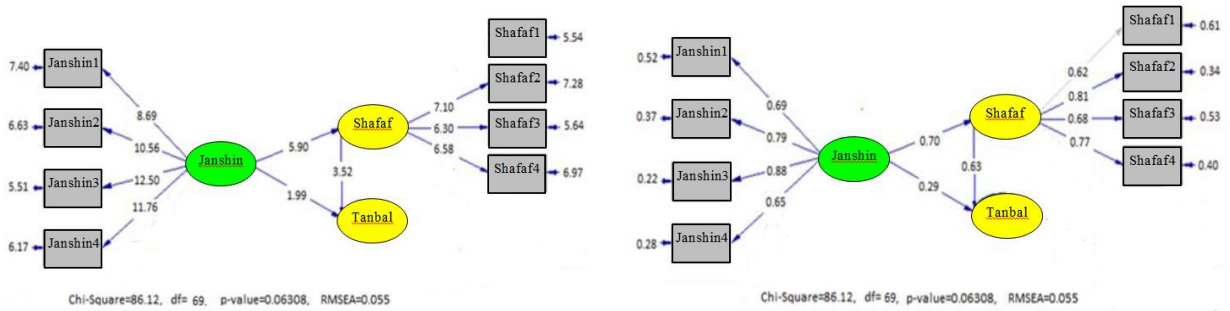 Janshin1
7.40
8.69
Janshin2
6.63
10.56
Janshin3
5.51
12.50
Janshin4
6.17
11.76
Janshin
5.90
1.99
Shafaf
3.52
Tanbal
Shafaf1
5.54
7.10
Shafaf2
7.28
6.30
Shafaf3
5.64
6.58
Shafaf4
6.97
Chi-Square=86.12, df= 69, p-value=0.06308, RMSEA=0.055
Janshin1
0.52
0.69
Janshin2
0.37
0.79
Janshin3
0.22
0.88
Janshin4
0.28
0.65
Janshin
0.70
0.29
Shafaf
0.63
Tanbal
Shafaf1
0.61
0.62
Shafaf2
0.34
0.81
Shafaf3
0.53
0.68
Shafaf4
0.40
0.77
Chi-Square=86.12, df= 69, p-value=0.06308, RMSEA=0.055